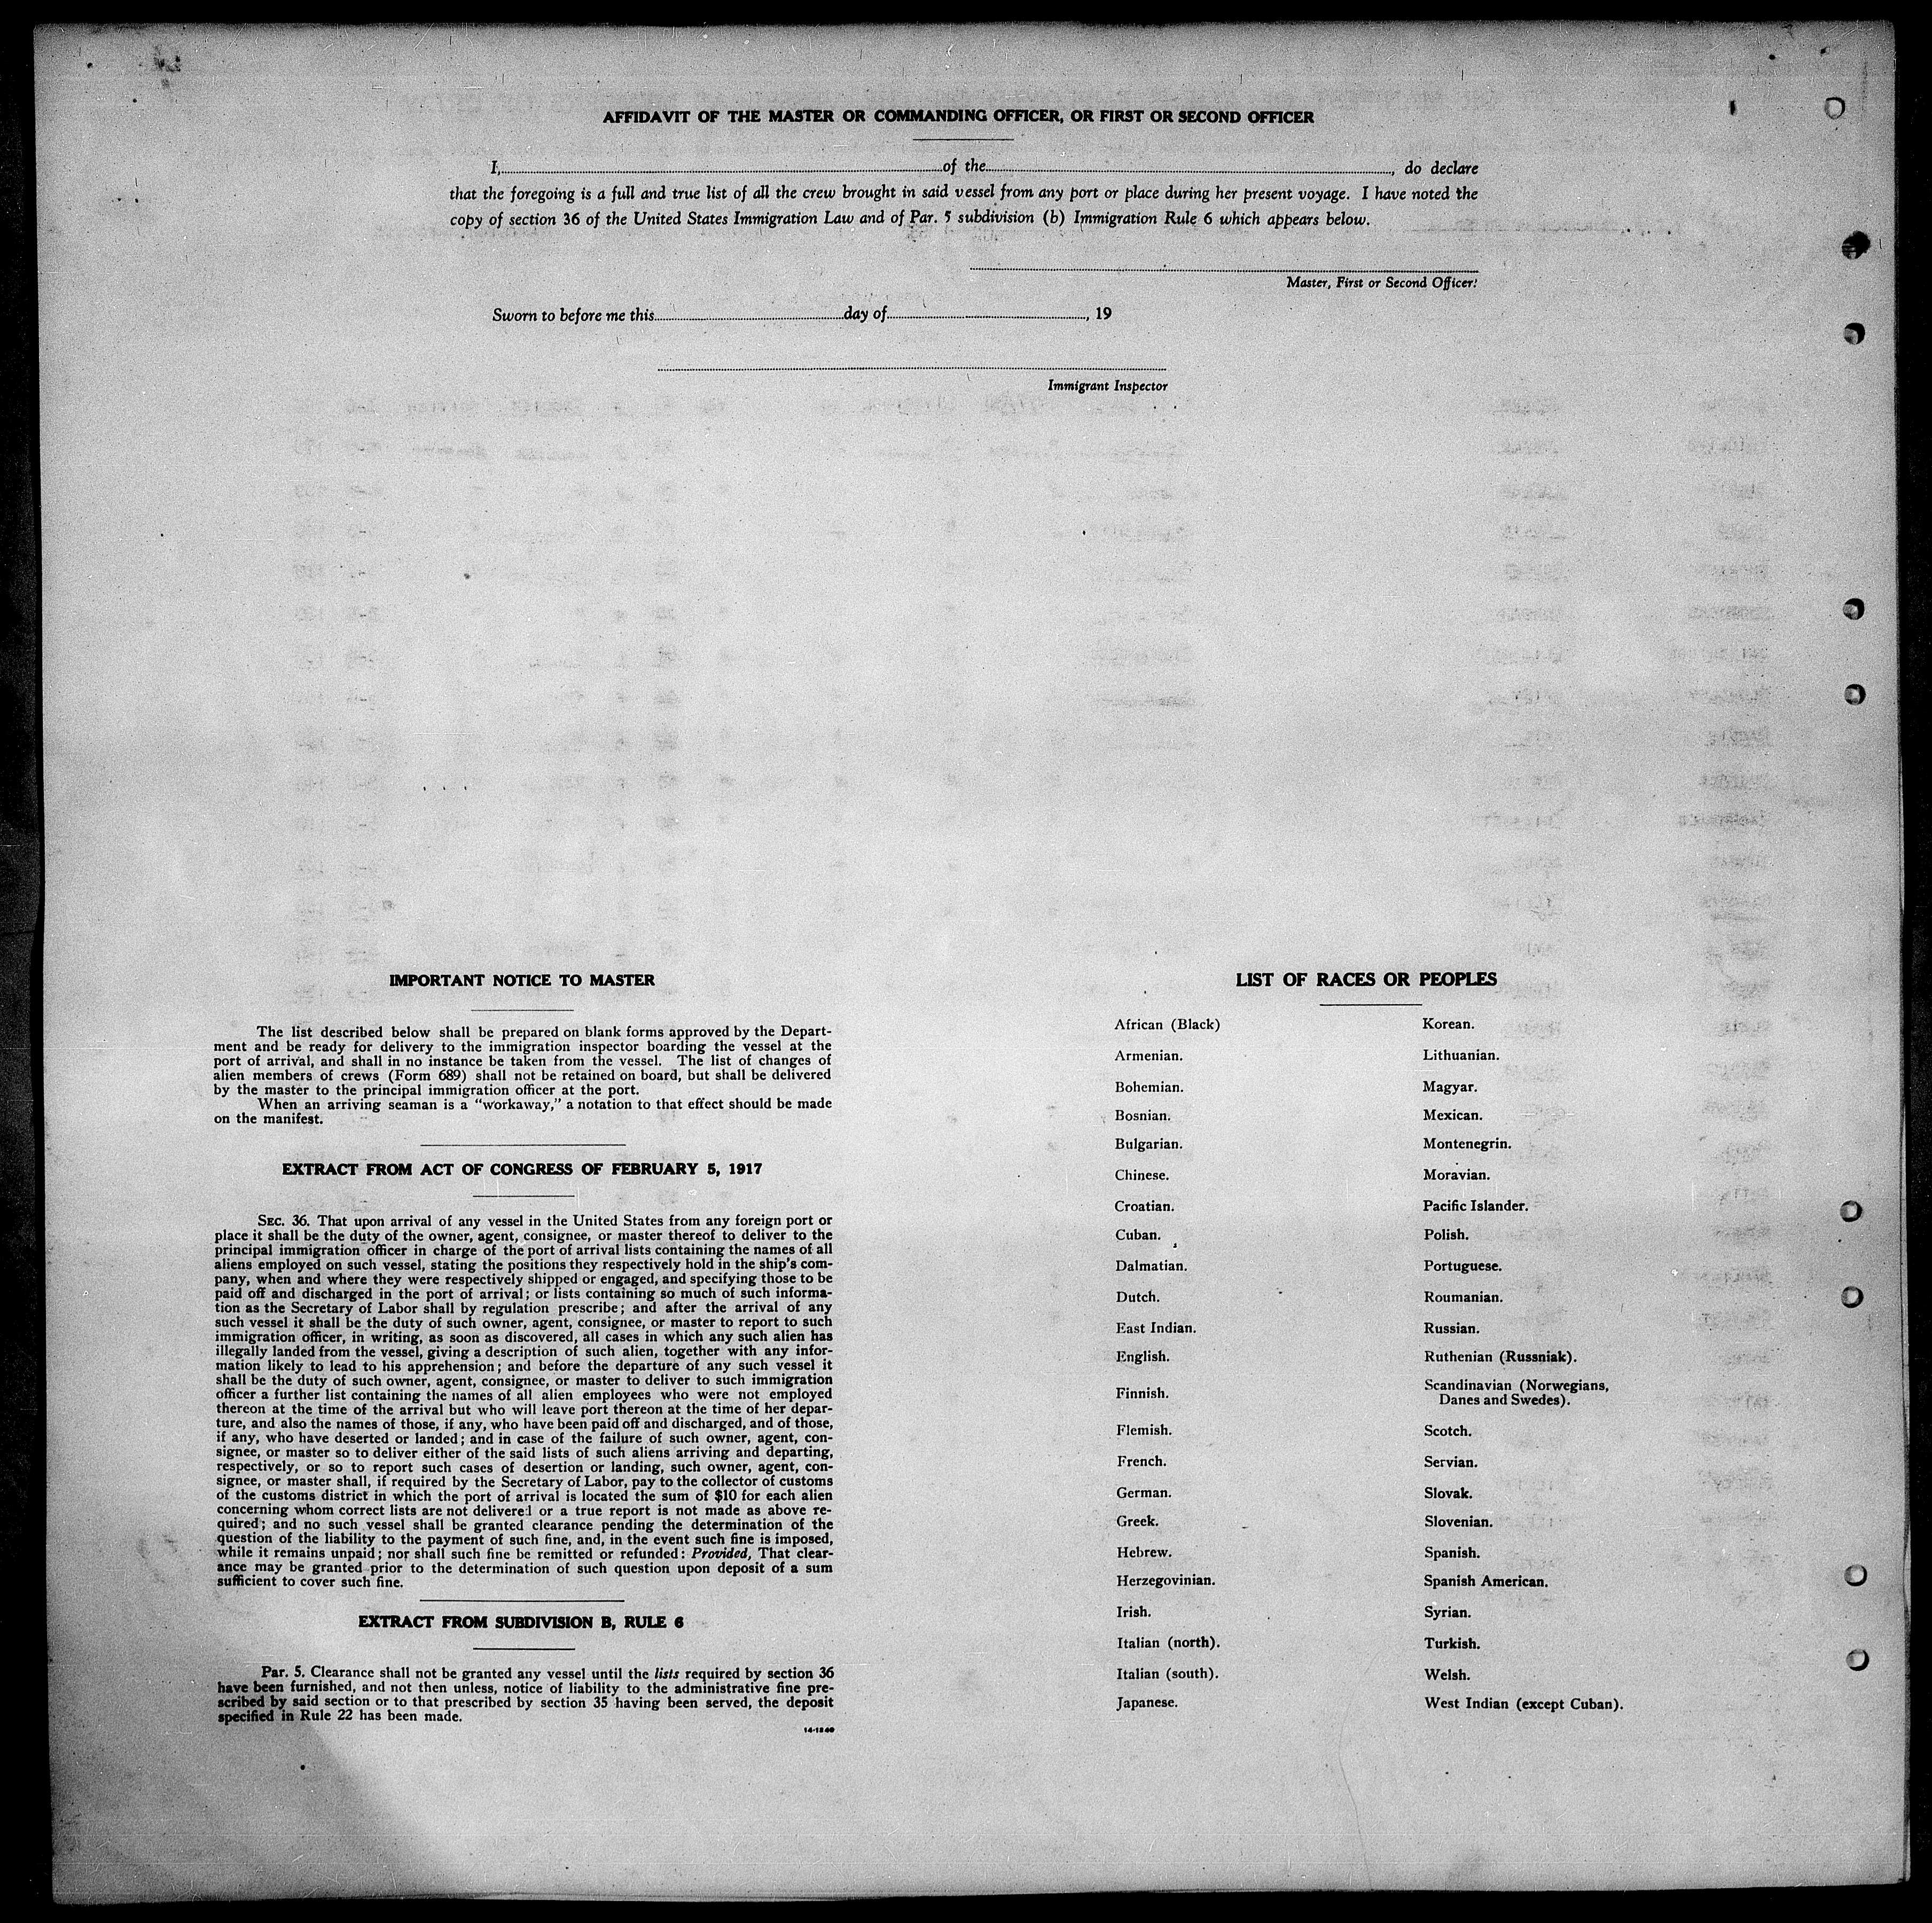 AFFIDAVIT OF THE MASTER OR COMMANDING OFFICER, OR FIRST OR SECOND OFFICER
I, of the , do declare
that the foregoing is a full and true list of all the crew brought in said vessel from any port or place during her present voyage. I have noted the
copy of section 36 of the United States Immigration Law and of Par. 5 subdivision (b) Immigration Rule 6 which appears below.
Master, First or Second Officer.
Sworn to before me this day of , 19
Immigrant Inspector
IMPORTANT NOTICE TO MASTER
The list described below shall be prepared on blank forms approved by the Depart-
ment and be ready for delivery to the immigration inspector boarding the vessel at the
port of arrival, and shall in no instance be taken from the vessel. The list of changes of
alien members of crews (Form 689) shall not be retained on board, but shall be delivered
by the master to the principal immigration officer at the port.
When an arriving seaman is a "workaway," a notation to that effect should be made
on the manifest.
EXTRACT FROM ACT OF CONGRESS OF FEBRUARY 5, 1917
SEC. 36. That upon arrival of any vessel in the United States from any foreign port or
place it shall be the duty of the owner, agent, consignee, or master thereof to deliver to the
principal immigration officer in charge of the port of arrival lists containing the names of all
aliens employed on such vessel, stating the positions they respectively hold in the ship's com-
pany, when and where they were respectively shipped or engaged, and specifying those to be
paid off and discharged in the port of arrival; or lists containing so much of such informa-
tion as the Secretary of Labor shall by regulation prescribe; and after the arrival of any
such vessel it shall be the duty of such owner, agent, consignee, or master to report to such
immigration officer, in writing, as soon as discovered, all cases in which any such alien has
illegally landed from the vessel, giving a description of such alien, together with any infor-
mation likely to lead to his apprehension; and before the departure of any such vessel it
shall be the duty of such owner, agent, consignee, or master to deliver to such immigration
officer a further list containing the names of all alien employees who were not employed
thereon at the time of the arrival but who will leave port thereon at the time of her depar-
ture, and also the names of those, if any, who have been paid off and discharged, and of those,
if any, who have deserted or landed; and in case of the failure of such owner, agent, con-
signee, or master so to deliver either of the said lists of such aliens arriving and departing,
respectively, or so to report such cases of desertion or landing, such owner, agent, con-
signee, or master shall, if required by the Secretary of Labor, pay to the collector of customs
of the customs district in which the port of arrival is located the sum of $10 for each alien
concerning whom correct lists are not delivered or a true report is not made as above re-
quired; and no such vessel shall be granted clearance pending the determination of the
question of the liability to the payment of such fine, and, in the event such fine is imposed,
while it remains unpaid; nor shall such fine be remitted or refunded: Provided, That clear-
ance may be granted prior to the determination of such question upon deposit of a sum
sufficient to cover such fine.
EXTRACT FROM SUBDIVISION B, RULE 6
Par. 5. Clearance shall not be granted any vessel until the lists required by section 36
have been furnished, and not then unless, notice of liability to the administrative fine pre-
scribed by said section or to that prescribed by section 35 having been served, the deposit
specified in Rule 22 has been made.
14-1240
LIST OF RACES OR PEOPLES
African (Black)
Armenian.
Bohemian.
Bosnian.
Bulgarian.
Chinese.
Croatian.
Cuban.
Dalmatian.
Dutch.
East Indian.
English.
Finnish.
Flemish.
French.
German.
Greek.
Hebrew.
Herzegovinian.
Irish.
Italian (north).
Italian (south).
Japanese.
Korean.
Lithuanian.
Magyar.
Mexican.
Montenegrin.
Moravian.
Pacific Islander.
Polish.
Portuguese.
Roumanian.
Russian.
Ruthenian (Russniak).
Scandinavian (Norwegians,
Danes and Swedes).
Scotch.
Servian.
Slovak.
Slovenian.
Spanish.
Spanish American.
Syrian.
Turkish.
Welsh.
West Indian (except Cuban).